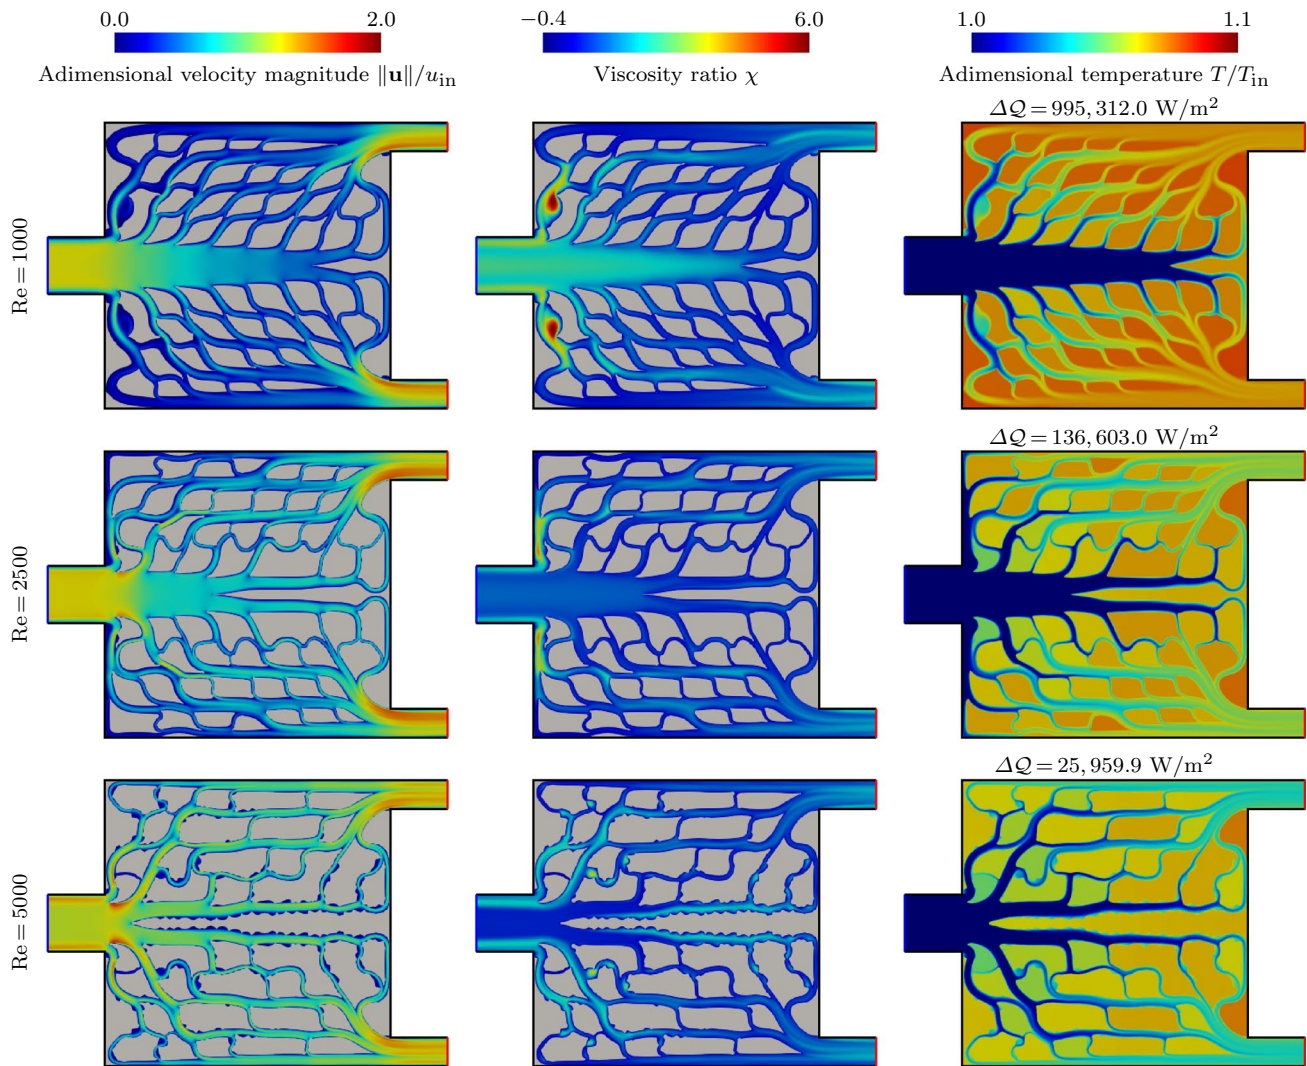 0.0 2.0
Adimensional velocity magnitude ‖𝐮‖/u_in
−0.4 6.0
Viscosity ratio χ
1.0 1.1
Adimensional temperature T/T_in
Re = 1000
Δ𝒬 = 995, 312.0 W/m²
Re = 2500
Δ𝒬 = 136, 603.0 W/m²
Re = 5000
Δ𝒬 = 25, 959.9 W/m²